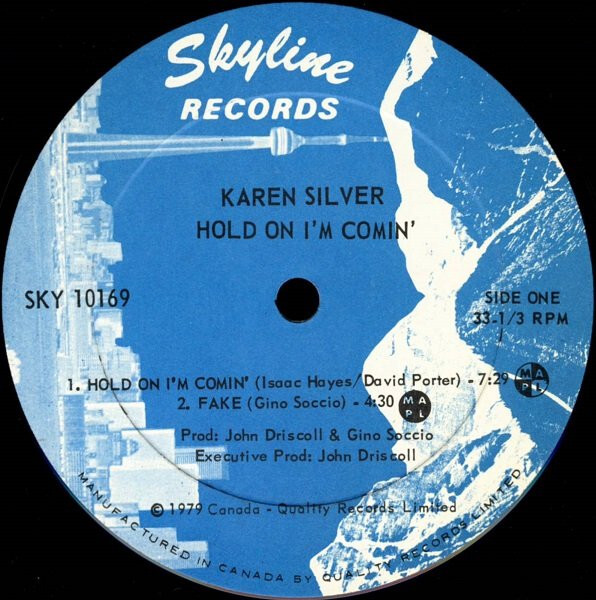 Skyline
RECORDS
KAREN SILVER
HOLD ON I'M COMIN'
SKY 10169
SIDE ONE
33-1/3 RPM
1. HOLD ON I'M COMIN' (Isaac Hayes/David Porter) - 7:29 M A P L
2. FAKE (Gino Soccio) - 4:30 M A P L
Prod: John Driscoll & Gino Soccio
Executive Prod: John Driscoll
© 1979 Canada - Quality Records Limited
MANUFACTURED IN CANADA BY QUALITY RECORDS LIMITED